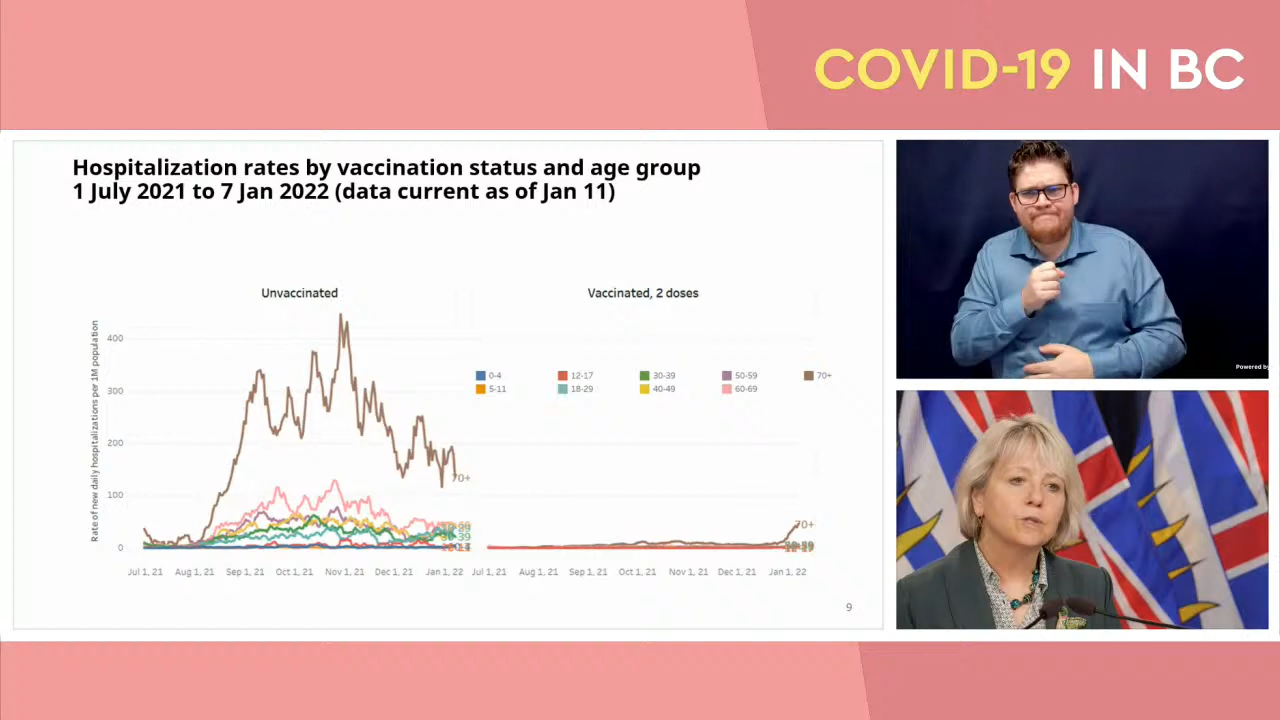 COVID-19 IN BC
Hospitalization rates by vaccination status and age group
1 July 2021 to 7 Jan 2022 (data current as of Jan 11)
Unvaccinated
Vaccinated, 2 doses
Rate of new daily hospitalizations per 1M population
400
300
200
100
0
0-4
12-17
30-39
50-59
70+
5-11
18-29
40-49
60-69
70+
70+
Jul 1, 21
Aug 1, 21
Sep 1, 21
Oct 1, 21
Nov 1, 21
Dec 1, 21
Jan 1, 22
Jul 1, 21
Aug 1, 21
Sep 1, 21
Oct 1, 21
Nov 1, 21
Dec 1, 21
Jan 1, 22
9
Powered by